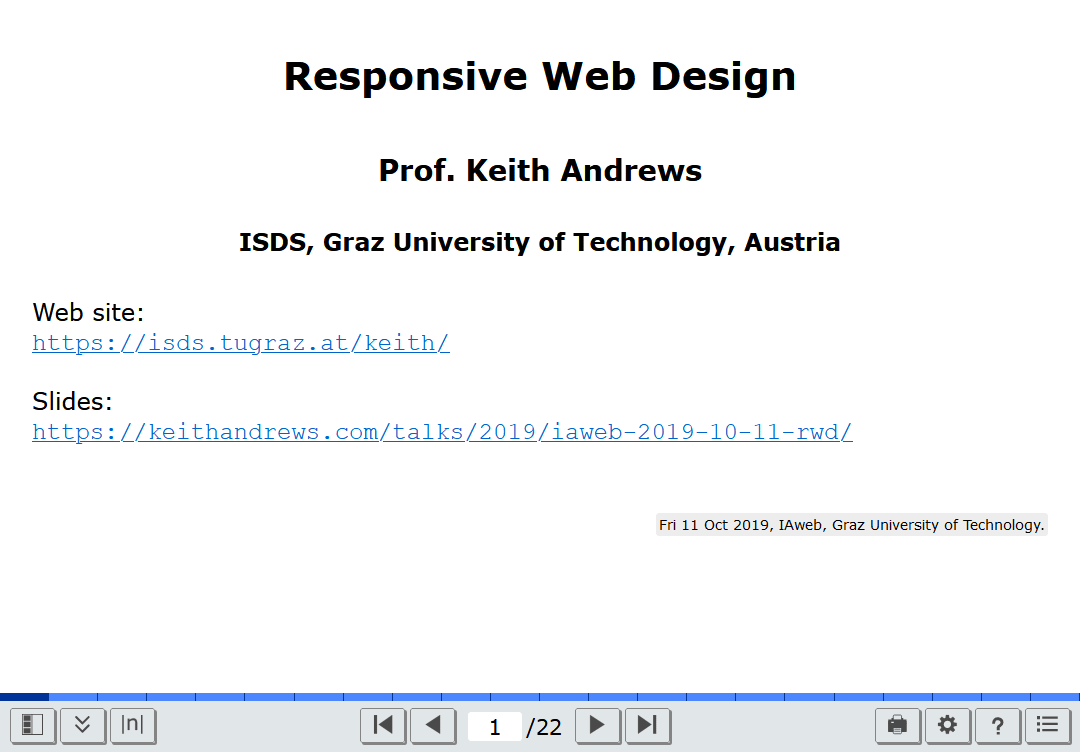 Responsive Web Design
Prof. Keith Andrews
ISDS, Graz University of Technology, Austria
Web site:
https://isds.tugraz.at/keith/
Slides:
https://keithandrews.com/talks/2019/iaweb-2019-10-11-rwd/
Fri 11 Oct 2019, IAweb, Graz University of Technology.
|n| 1 /22 ?